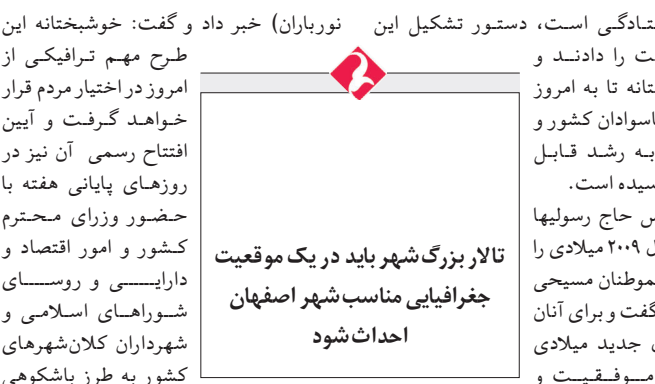 ستادگی است، دستور تشکیل این
ت را دادند و
تانه تا به امروز
اسوادان کشور و
به رشد قابل
سیده است.
س حاج رسولیها
ل ۲۰۰۹ میلادی را
موطنان مسیحی
گفت و برای آنان
جدید میلادی
موفقیت و
تالار بزرگ شهر باید در یک موقعیت
جغرافیایی مناسب شهر اصفهان
احداث شود
نورباران) خبر داد و گفت: خوشبختانه این
طرح مهم ترافیکی از
امروز در اختیار مردم قرار
خواهد گرفت و آیین
افتتاح رسمی آن نیز در
روزهای پایانی هفته با
حضور وزرای محترم
کشور و امور اقتصاد و
دارایی و روسای
شوراهای اسلامی و
شهرداران کلان‌شهرهای
کشور به طرز باشکوهی